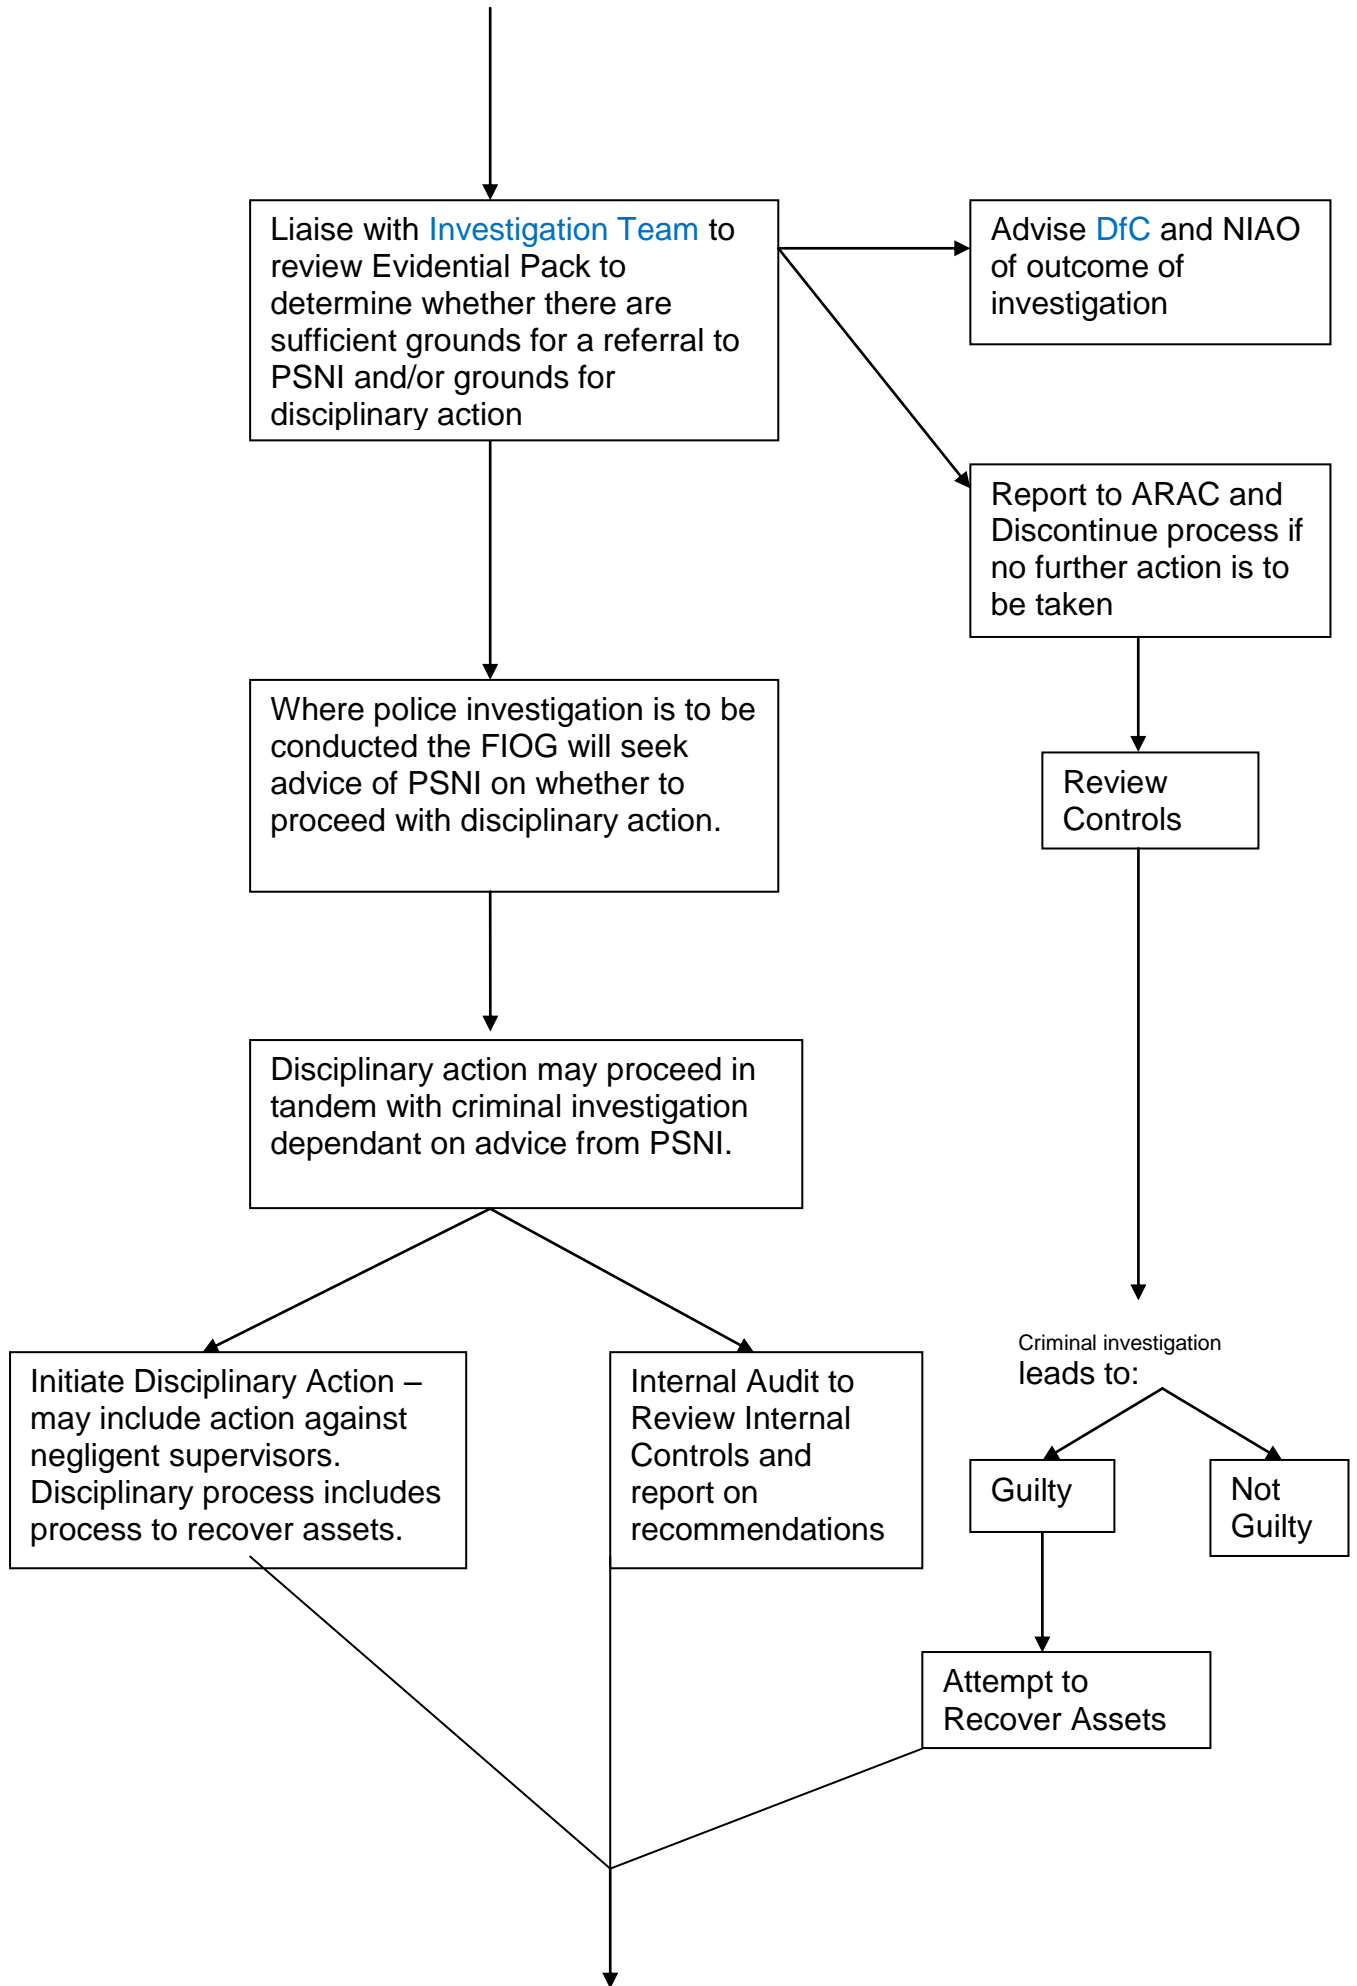 Liaise with Investigation Team to
review Evidential Pack to
determine whether there are
sufficient grounds for a referral to
PSNI and/or grounds for
disciplinary action
Advise DfC and NIAO
of outcome of
investigation
Report to ARAC and
Discontinue process if
no further action is to
be taken
Where police investigation is to be
conducted the FIOG will seek
advice of PSNI on whether to
proceed with disciplinary action.
Review
Controls
Disciplinary action may proceed in
tandem with criminal investigation
dependant on advice from PSNI.
Initiate Disciplinary Action –
may include action against
negligent supervisors.
Disciplinary process includes
process to recover assets.
Internal Audit to
Review Internal
Controls and
report on
recommendations
Criminal investigation
leads to:
Guilty
Not
Guilty
Attempt to
Recover Assets